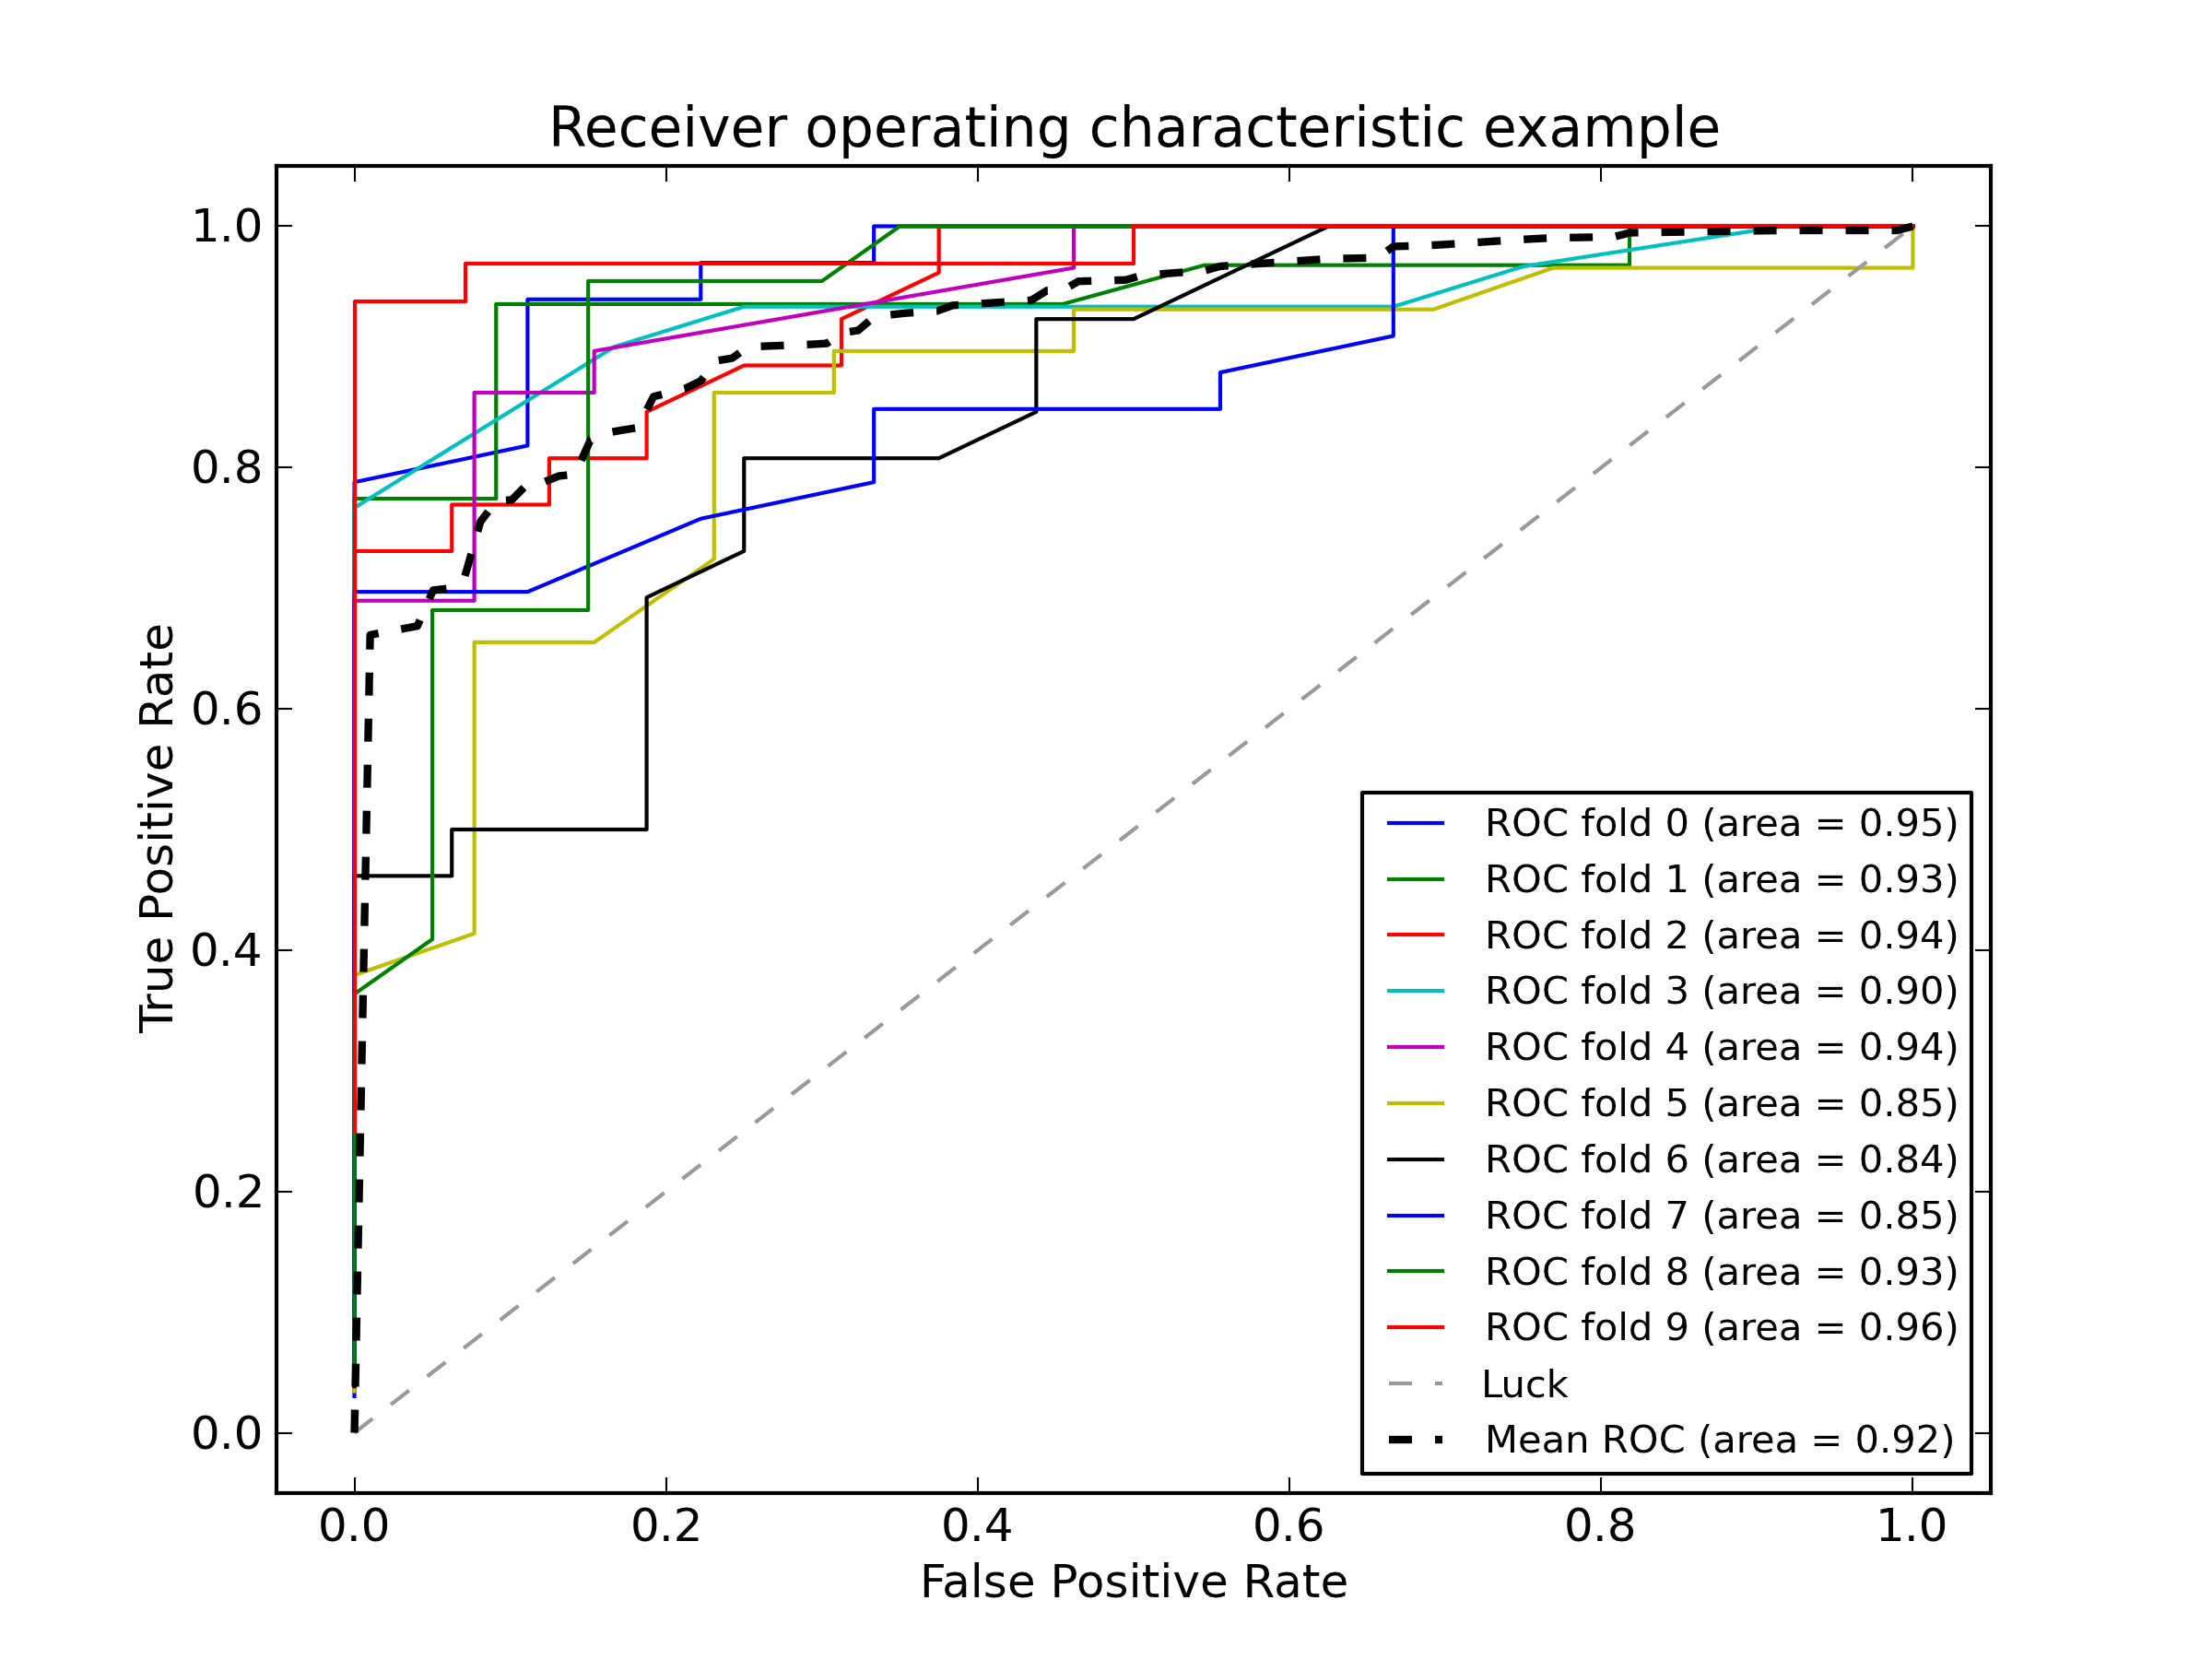 Receiver operating characteristic example
1.0
0.8
0.6
0.4
0.2
0.0
True Positive Rate
0.0 0.2 0.4 0.6 0.8 1.0
False Positive Rate
ROC fold 0 (area = 0.95)
ROC fold 1 (area = 0.93)
ROC fold 2 (area = 0.94)
ROC fold 3 (area = 0.90)
ROC fold 4 (area = 0.94)
ROC fold 5 (area = 0.85)
ROC fold 6 (area = 0.84)
ROC fold 7 (area = 0.85)
ROC fold 8 (area = 0.93)
ROC fold 9 (area = 0.96)
Luck
Mean ROC (area = 0.92)